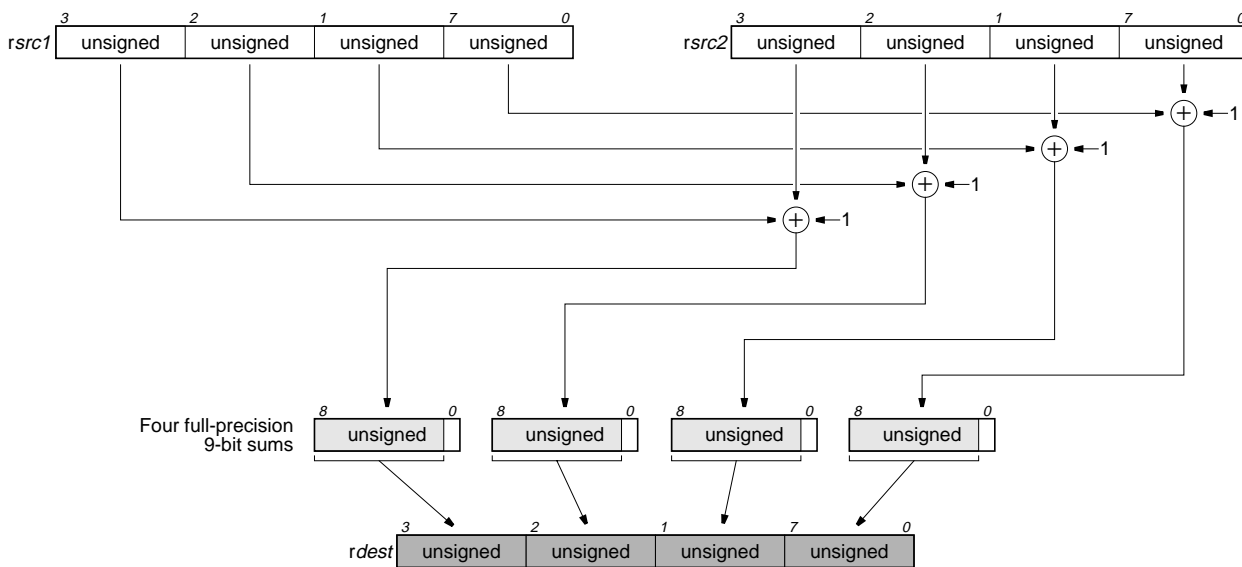 3 2 1 7 0
rsrc1 unsigned unsigned unsigned unsigned
3 2 1 7 0
rsrc2 unsigned unsigned unsigned unsigned
+ 1
+ 1
+ 1
+ 1
Four full-precision
9-bit sums
8 0
unsigned
8 0
unsigned
8 0
unsigned
8 0
unsigned
3 2 1 7 0
rdest unsigned unsigned unsigned unsigned